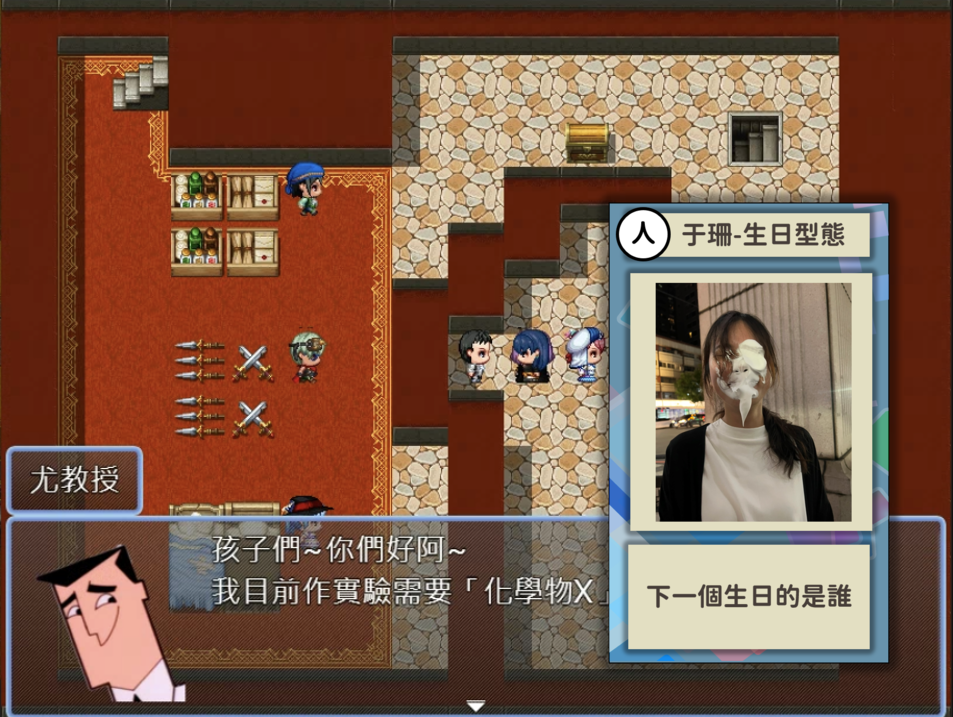 人
于珊-生日型態
下一個生日的是誰
尤教授
孩子們~你們好阿~
我目前作實驗需要「化學物X」